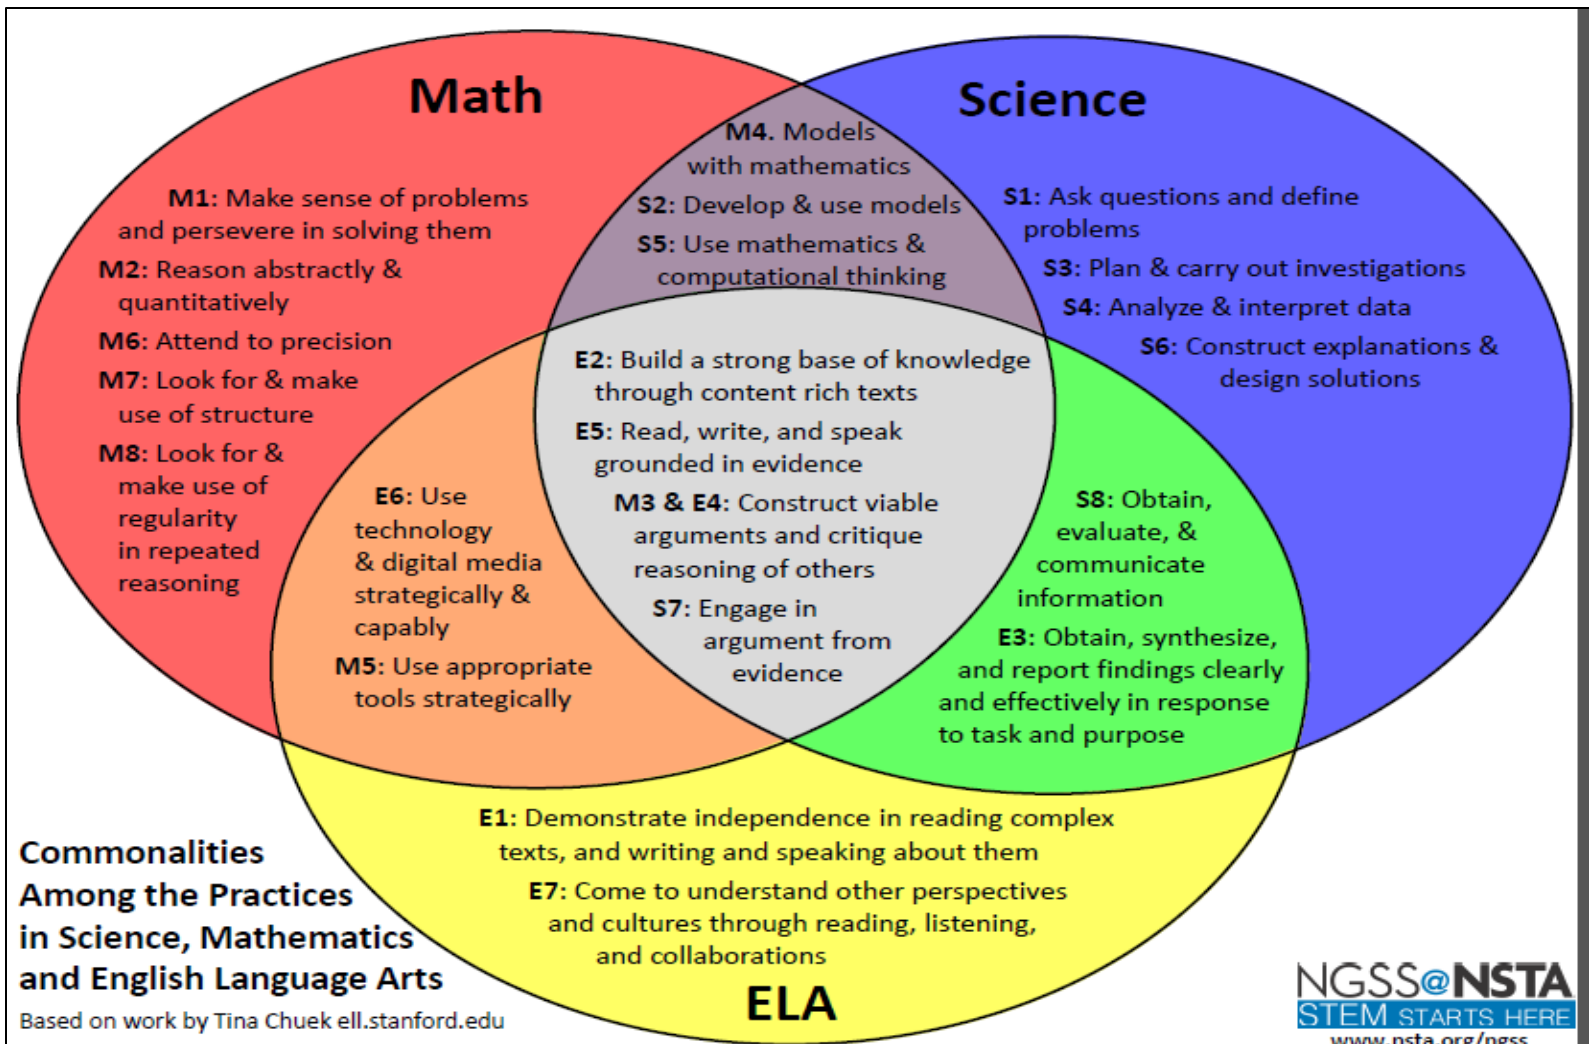 Math
Science
M4. Models
with mathematics
S2: Develop & use models
S5: Use mathematics &
computational thinking
M1: Make sense of problems
and persevere in solving them
M2: Reason abstractly &
quantitatively
M6: Attend to precision
M7: Look for & make
use of structure
M8: Look for &
make use of
regularity
in repeated
reasoning
S1: Ask questions and define
problems
S3: Plan & carry out investigations
S4: Analyze & interpret data
S6: Construct explanations &
design solutions
E2: Build a strong base of knowledge
through content rich texts
E5: Read, write, and speak
grounded in evidence
M3 & E4: Construct viable
arguments and critique
reasoning of others
S7: Engage in
argument from
evidence
E6: Use
technology
& digital media
strategically &
capably
M5: Use appropriate
tools strategically
S8: Obtain,
evaluate, &
communicate
information
E3: Obtain, synthesize,
and report findings clearly
and effectively in response
to task and purpose
E1: Demonstrate independence in reading complex
texts, and writing and speaking about them
E7: Come to understand other perspectives
and cultures through reading, listening,
and collaborations
ELA
Commonalities
Among the Practices
in Science, Mathematics
and English Language Arts
Based on work by Tina Chuek ell.stanford.edu
NGSS@NSTA
STEM STARTS HERE
www.nsta.org/ngss